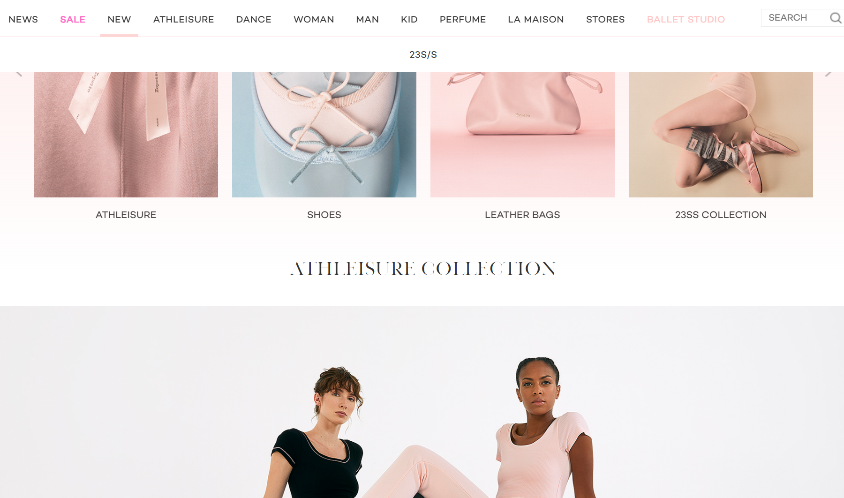 NEWS SALE NEW ATHLEISURE DANCE WOMAN MAN KID PERFUME LA MAISON STORES BALLET STUDIO SEARCH
23S/S
ATHLEISURE SHOES LEATHER BAGS 23SS COLLECTION
ATHLEISURE COLLECTION